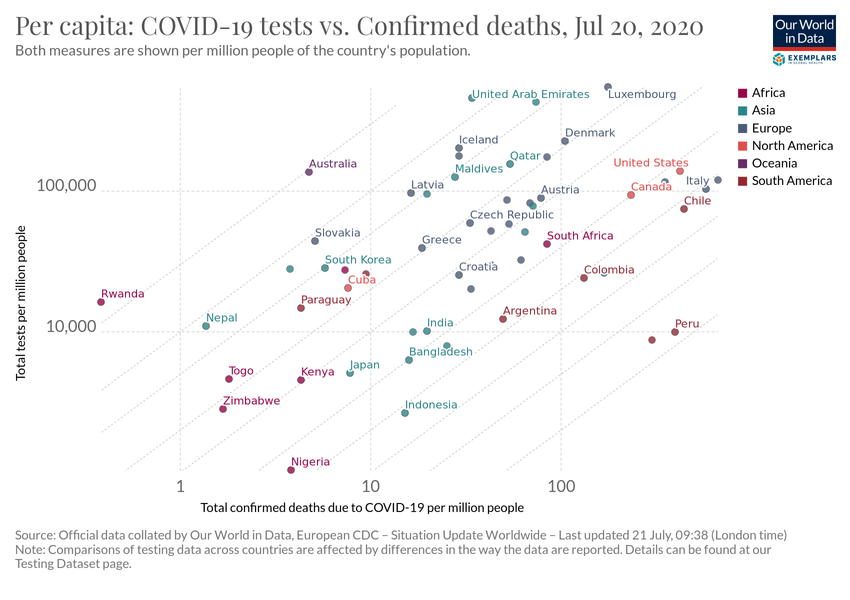 Per capita: COVID-19 tests vs. Confirmed deaths, Jul 20, 2020
Both measures are shown per million people of the country's population.
Our World
in Data
EXEMPLARS
IN GLOBAL HEALTH
Africa
Asia
Europe
North America
Oceania
South America
Total tests per million people
100,000
10,000
United Arab Emirates
Luxembourg
Iceland
Denmark
Australia
Maldives
Qatar
United States
Latvia
Austria
Canada
Italy
Chile
Slovakia
Czech Republic
Greece
South Africa
South Korea
Croatia
Colombia
Cuba
Rwanda
Paraguay
Nepal
India
Argentina
Peru
Bangladesh
Togo
Kenya
Japan
Zimbabwe
Indonesia
Nigeria
1
10
100
Total confirmed deaths due to COVID-19 per million people
Source: Official data collated by Our World in Data, European CDC – Situation Update Worldwide – Last updated 21 July, 09:38 (London time)
Note: Comparisons of testing data across countries are affected by differences in the way the data are reported. Details can be found at our
Testing Dataset page.